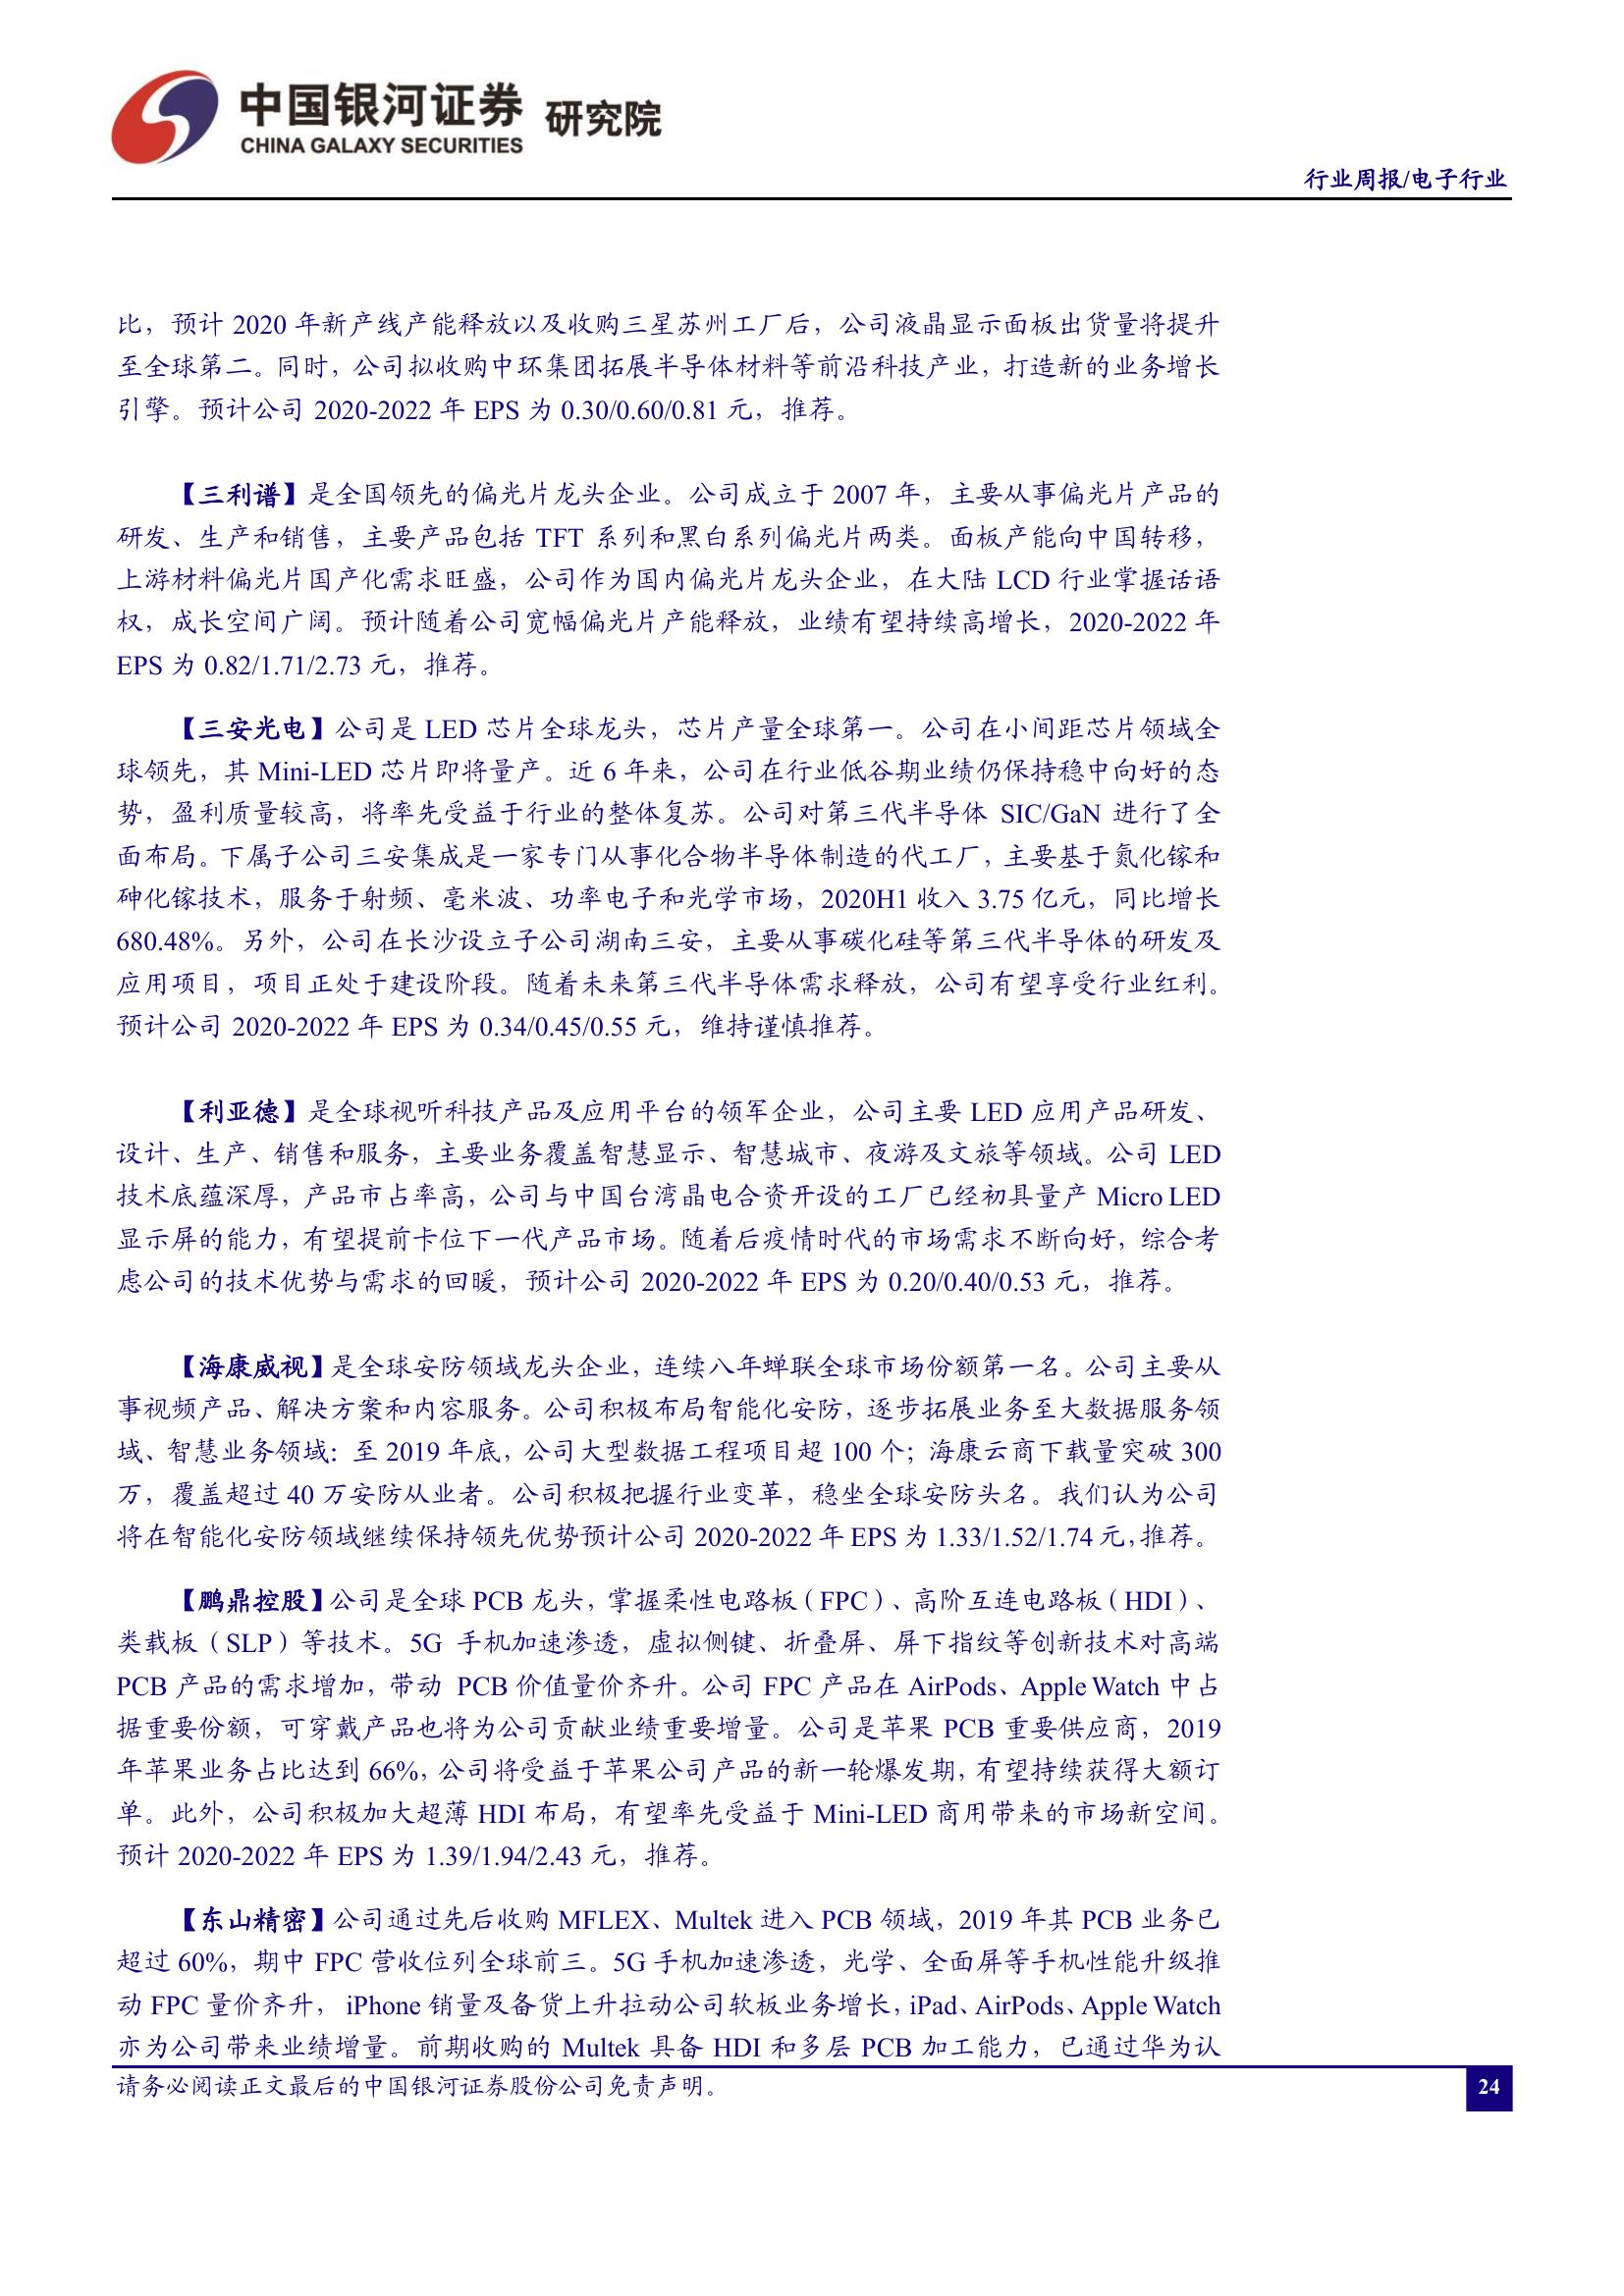 中国银河证券 研究院
CHINA GALAXY SECURITIES
行业周报/电子行业
比，预计 2020 年新产线产能释放以及收购三星苏州工厂后，公司液晶显示面板出货量将提升
至全球第二。同时，公司拟收购中环集团拓展半导体材料等前沿科技产业，打造新的业务增长
引擎。预计公司 2020-2022 年 EPS 为 0.30/0.60/0.81 元，推荐。
【三利谱】是全国领先的偏光片龙头企业。公司成立于 2007 年，主要从事偏光片产品的
研发、生产和销售，主要产品包括 TFT 系列和黑白系列偏光片两类。面板产能向中国转移，
上游材料偏光片国产化需求旺盛，公司作为国内偏光片龙头企业，在大陆 LCD 行业掌握话语
权，成长空间广阔。预计随着公司宽幅偏光片产能释放，业绩有望持续高增长，2020-2022 年
EPS 为 0.82/1.71/2.73 元，推荐。
【三安光电】公司是 LED 芯片全球龙头，芯片产量全球第一。公司在小间距芯片领域全
球领先，其 Mini-LED 芯片即将量产。近 6 年来，公司在行业低谷期业绩仍保持稳中向好的态
势，盈利质量较高，将率先受益于行业的整体复苏。公司对第三代半导体 SIC/GaN 进行了全
面布局。下属子公司三安集成是一家专门从事化合物半导体制造的代工厂，主要基于氮化镓和
砷化镓技术，服务于射频、毫米波、功率电子和光学市场，2020H1 收入 3.75 亿元，同比增长
680.48%。另外，公司在长沙设立子公司湖南三安，主要从事碳化硅等第三代半导体的研发及
应用项目，项目正处于建设阶段。随着未来第三代半导体需求释放，公司有望享受行业红利。
预计公司 2020-2022 年 EPS 为 0.34/0.45/0.55 元，维持谨慎推荐。
【利亚德】是全球视听科技产品及应用平台的领军企业，公司主要 LED 应用产品研发、
设计、生产、销售和服务，主要业务覆盖智慧显示、智慧城市、夜游及文旅等领域。公司 LED
技术底蕴深厚，产品市占率高，公司与中国台湾晶电合资开设的工厂已经初具量产 Micro LED
显示屏的能力，有望提前卡位下一代产品市场。随着后疫情时代的市场需求不断向好，综合考
虑公司的技术优势与需求的回暖，预计公司 2020-2022 年 EPS 为 0.20/0.40/0.53 元，推荐。
【海康威视】是全球安防领域龙头企业，连续八年蝉联全球市场份额第一名。公司主要从
事视频产品、解决方案和内容服务。公司积极布局智能化安防，逐步拓展业务至大数据服务领
域、智慧业务领域：至 2019 年底，公司大型数据工程项目超 100 个；海康云商下载量突破 300
万，覆盖超过 40 万安防从业者。公司积极把握行业变革，稳坐全球安防头名。我们认为公司
将在智能化安防领域继续保持领先优势预计公司 2020-2022 年 EPS 为 1.33/1.52/1.74 元，推荐。
【鹏鼎控股】公司是全球 PCB 龙头，掌握柔性电路板（FPC）、高阶互连电路板（HDI）、
类载板（SLP）等技术。5G 手机加速渗透，虚拟侧键、折叠屏、屏下指纹等创新技术对高端
PCB 产品的需求增加，带动 PCB 价值量价齐升。公司 FPC 产品在 AirPods、Apple Watch 中占
据重要份额，可穿戴产品也将为公司贡献业绩重要增量。公司是苹果 PCB 重要供应商，2019
年苹果业务占比达到 66%，公司将受益于苹果公司产品的新一轮爆发期，有望持续获得大额订
单。此外，公司积极加大超薄 HDI 布局，有望率先受益于 Mini-LED 商用带来的市场新空间。
预计 2020-2022 年 EPS 为 1.39/1.94/2.43 元，推荐。
【东山精密】公司通过先后收购 MFLEX、Multek 进入 PCB 领域，2019 年其 PCB 业务已
超过 60%，期中 FPC 营收位列全球前三。5G 手机加速渗透，光学、全面屏等手机性能升级推
动 FPC 量价齐升， iPhone 销量及备货上升拉动公司软板业务增长，iPad、AirPods、Apple Watch
亦为公司带来业绩增量。前期收购的 Multek 具备 HDI 和多层 PCB 加工能力，已通过华为认
请务必阅读正文最后的中国银河证券股份公司免责声明。
24